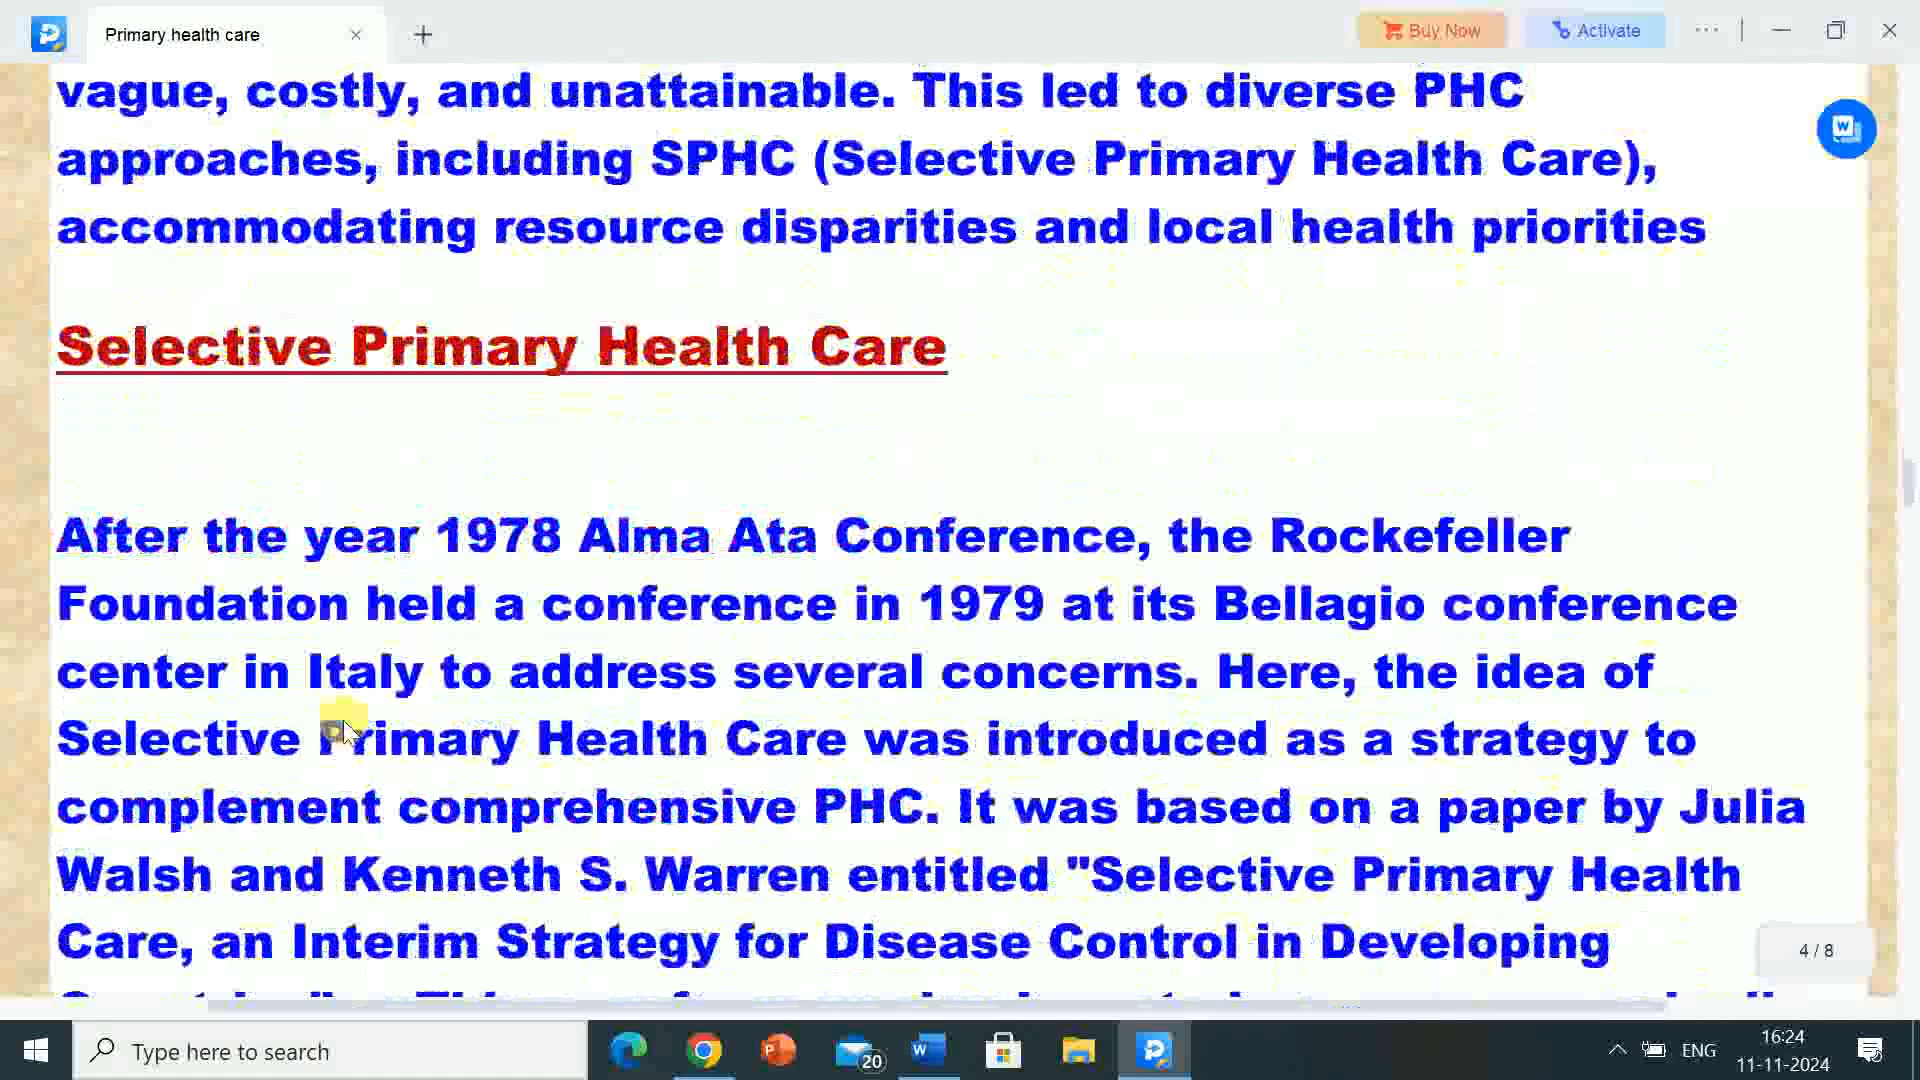 Primary health care
Buy Now
Activate
vague, costly, and unattainable. This led to diverse PHC
approaches, including SPHC (Selective Primary Health Care),
accommodating resource disparities and local health priorities
Selective Primary Health Care
After the year 1978 Alma Ata Conference, the Rockefeller
Foundation held a conference in 1979 at its Bellagio conference
center in Italy to address several concerns. Here, the idea of
Selective Primary Health Care was introduced as a strategy to
complement comprehensive PHC. It was based on a paper by Julia
Walsh and Kenneth S. Warren entitled "Selective Primary Health
Care, an Interim Strategy for Disease Control in Developing
4 / 8
Type here to search
20
ENG
16:24
11-11-2024